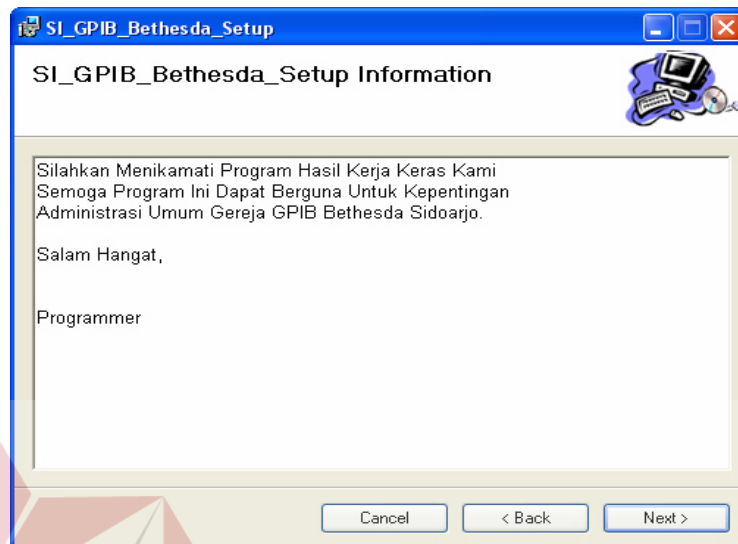 SI_GPIB_Bethesda_Setup
SI_GPIB_Bethesda_Setup Information
Silahkan Menikamati Program Hasil Kerja Keras Kami
Semoga Program Ini Dapat Berguna Untuk Kepentingan
Administrasi Umum Gereja GPIB Bethesda Sidoarjo.
Salam Hangat,
Programmer
Cancel
< Back
Next >